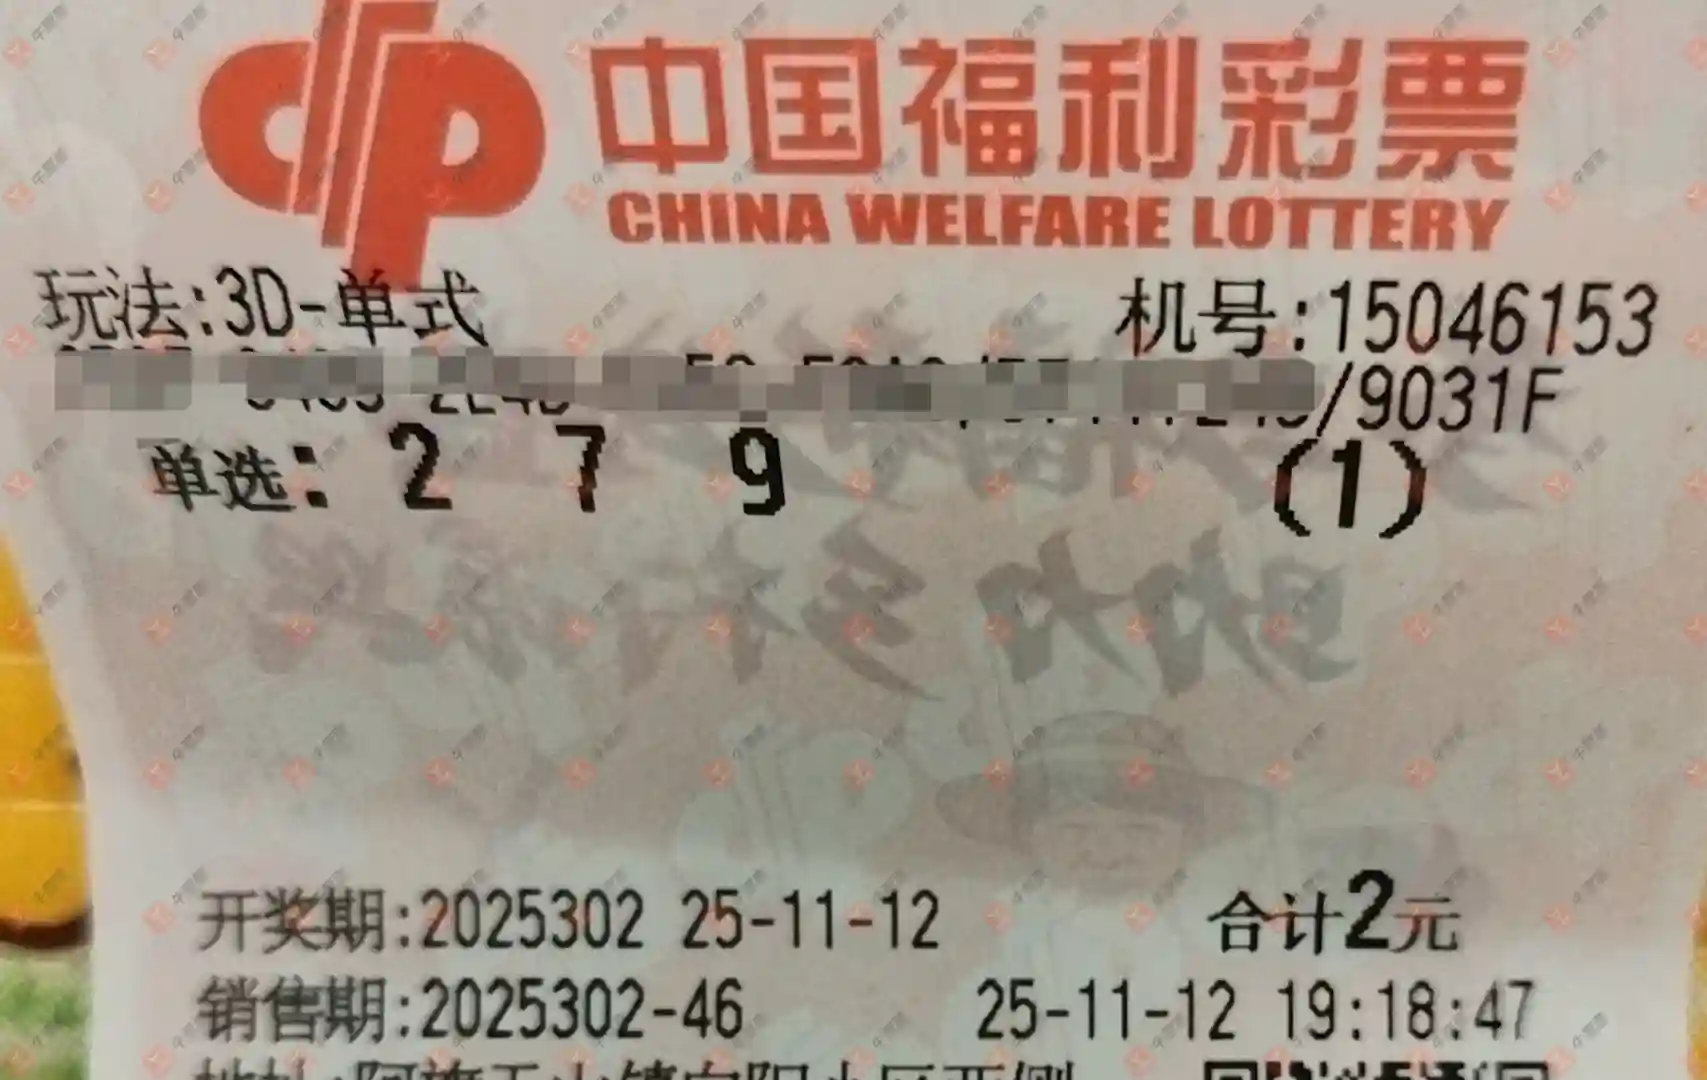 中国福利彩票
CHINA WELFARE LOTTERY
玩法:3D-单式 机号:15046153
/9031F
单选: 2 7 9 (1)
开奖期:2025302 25-11-12 合计2元
销售期:2025302-46 25-11-12 19:18:47